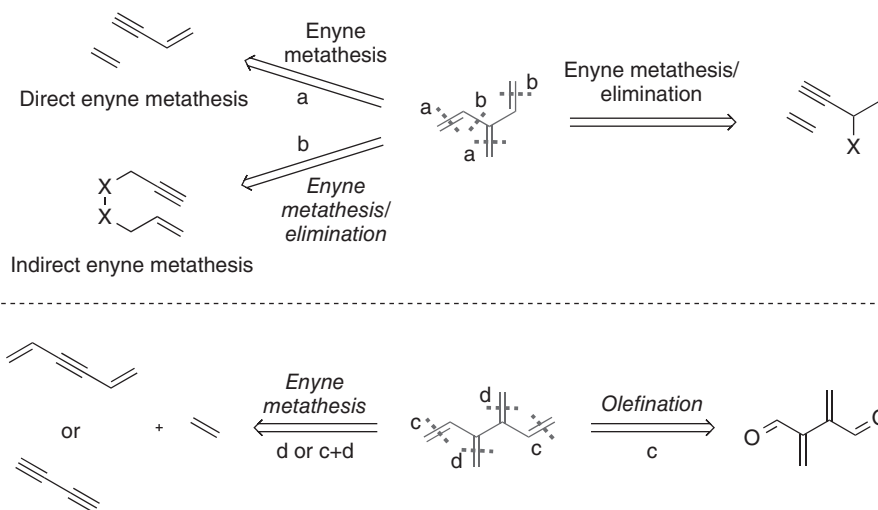 Enyne
metathesis
a
Direct enyne metathesis
b
Enyne
metathesis/
elimination
X
X
Indirect enyne metathesis
a
b
b
a
Enyne metathesis/
elimination
X
or
+
Enyne
metathesis
d or c+d
c
d
d
c
Olefination
c
O
O